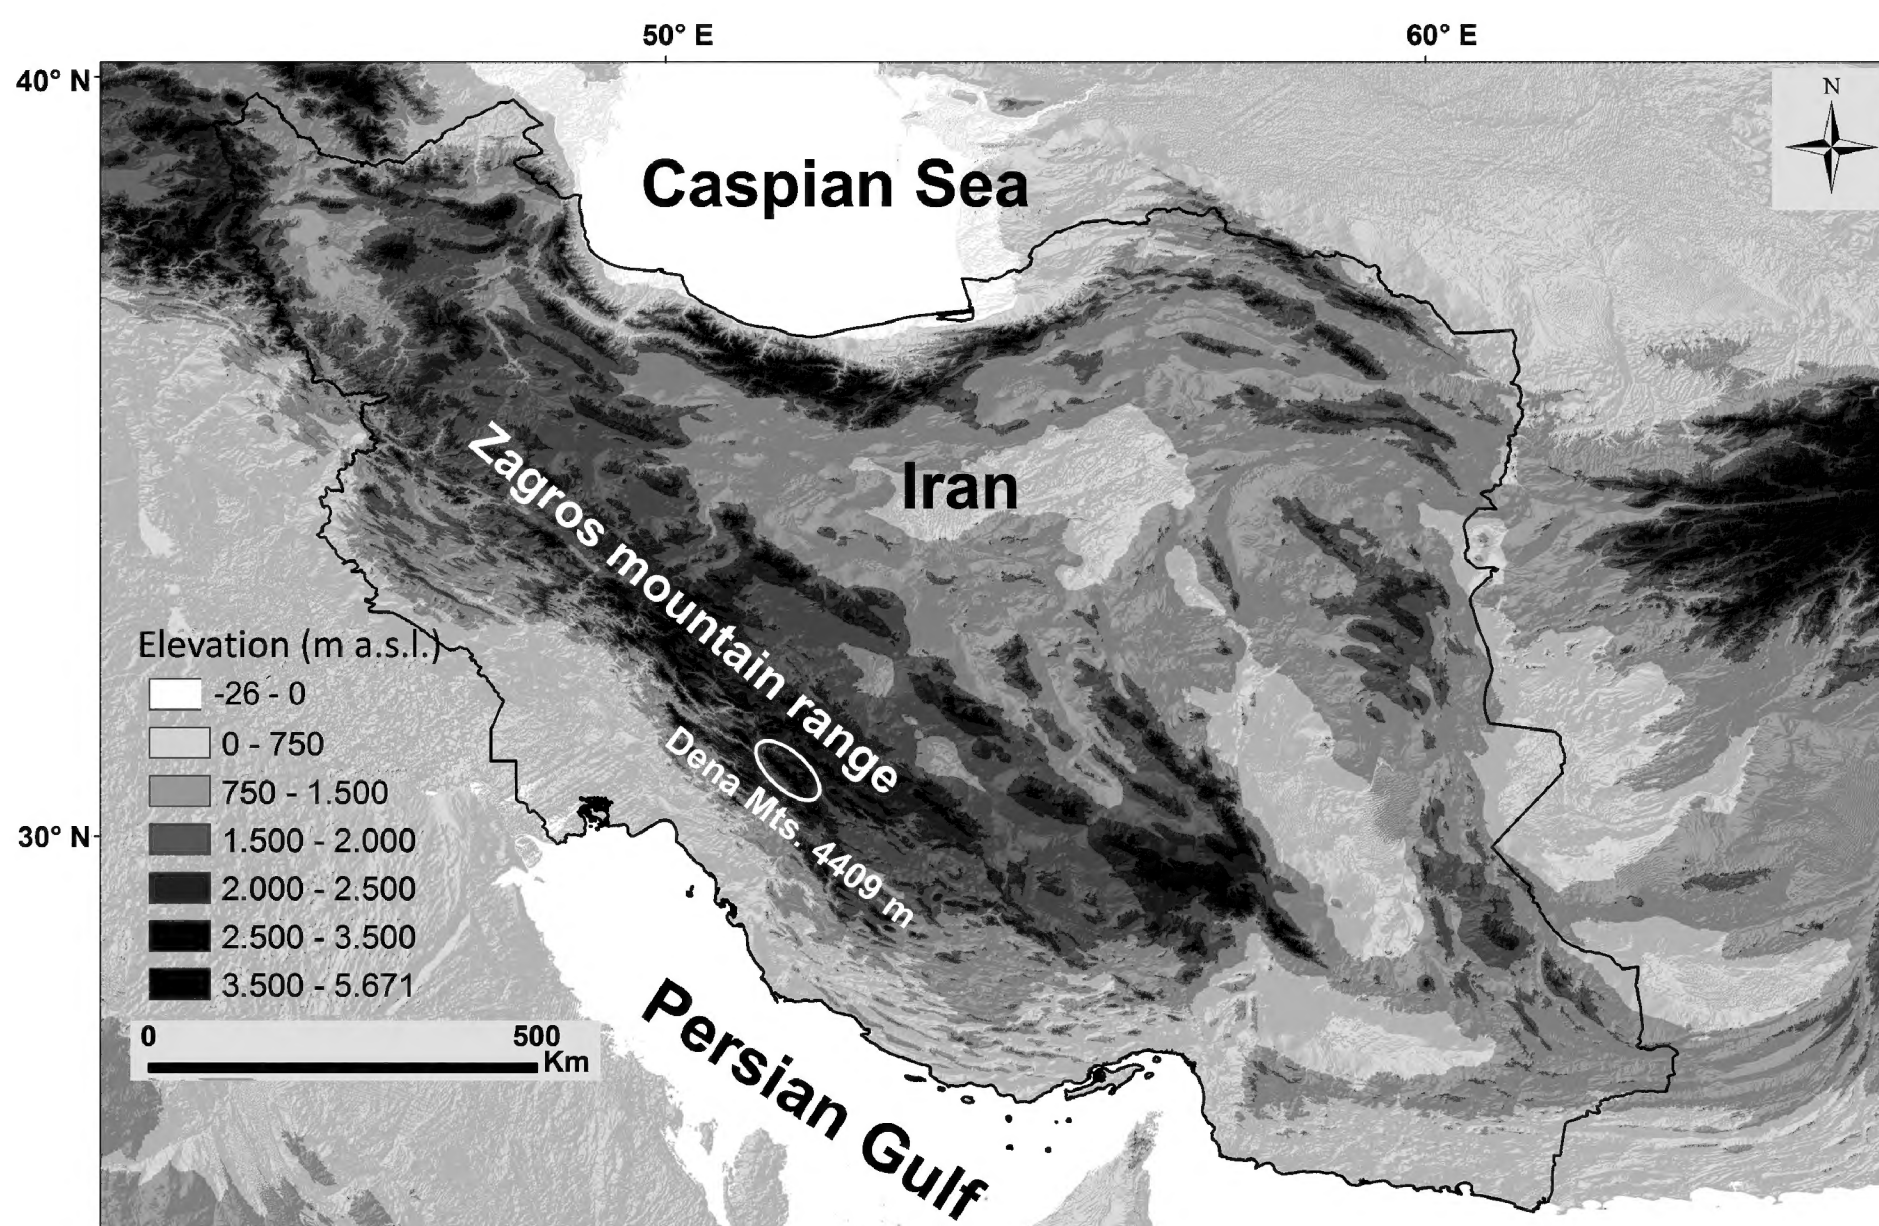 50° E
60° E
40° N
N
Caspian Sea
Iran
Zagros mountain range
Dena Mts. 4409 m
Elevation (m a.s.l.)
-26 - 0
0 - 750
750 - 1.500
1.500 - 2.000
2.000 - 2.500
2.500 - 3.500
3.500 - 5.671
30° N
0 500
Km
Persian Gulf